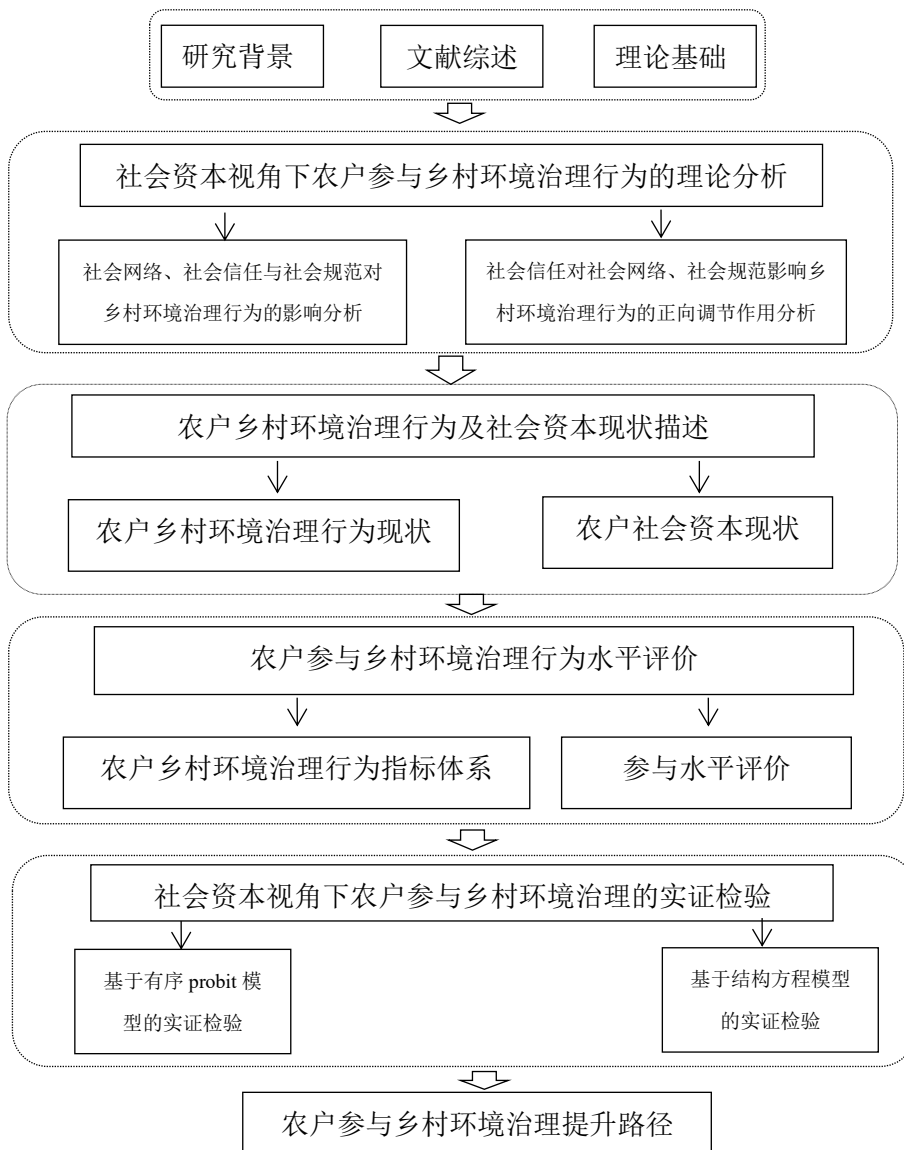 研究背景
文献综述
理论基础
社会资本视角下农户参与乡村环境治理行为的理论分析
社会网络、社会信任与社会规范对
乡村环境治理行为的影响分析
社会信任对社会网络、社会规范影响乡
村环境治理行为的正向调节作用分析
农户乡村环境治理行为及社会资本现状描述
农户乡村环境治理行为现状
农户社会资本现状
农户参与乡村环境治理行为水平评价
农户乡村环境治理行为指标体系
参与水平评价
社会资本视角下农户参与乡村环境治理的实证检验
基于有序 probit 模
型的实证检验
基于结构方程模型
的实证检验
农户参与乡村环境治理提升路径